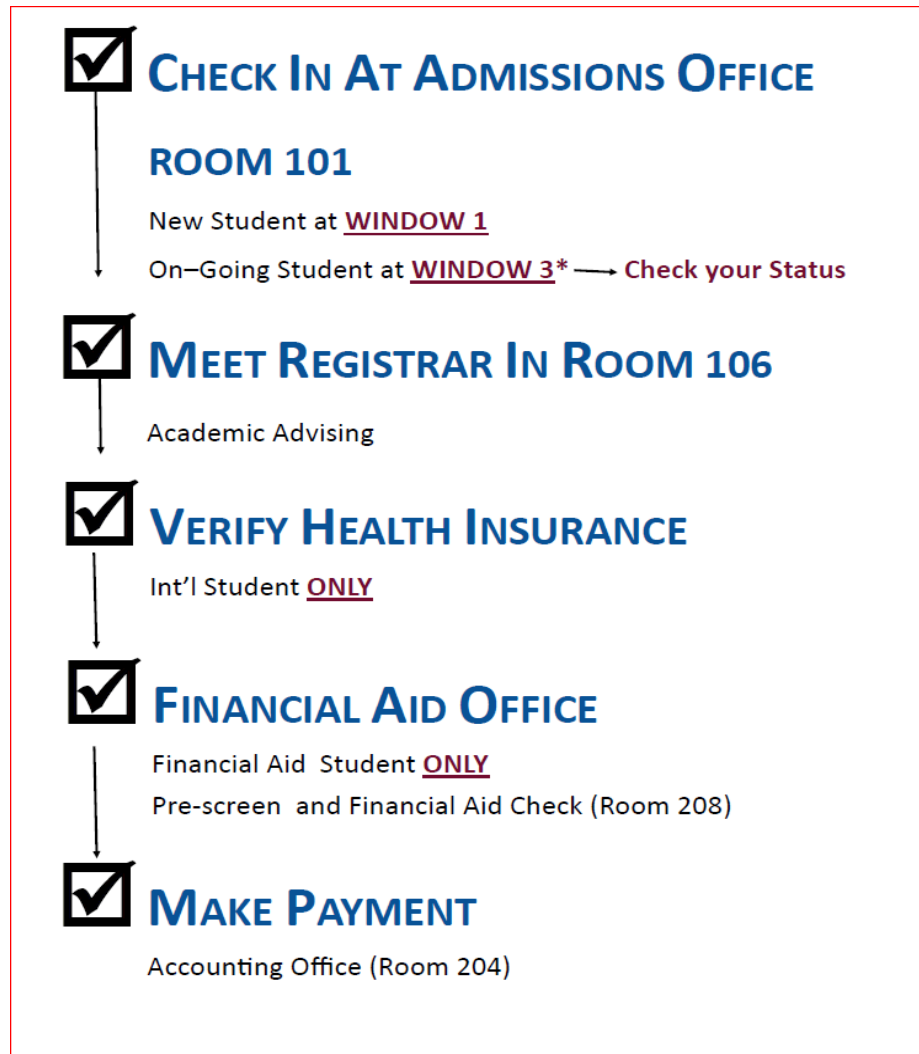 CHECK IN AT ADMISSIONS OFFICE
ROOM 101
New Student at WINDOW 1
On–Going Student at WINDOW 3* Check your Status
MEET REGISTRAR IN ROOM 106
Academic Advising
VERIFY HEALTH INSURANCE
Int’l Student ONLY
FINANCIAL AID OFFICE
Financial Aid Student ONLY
Pre-screen and Financial Aid Check (Room 208)
MAKE PAYMENT
Accounting Office (Room 204)